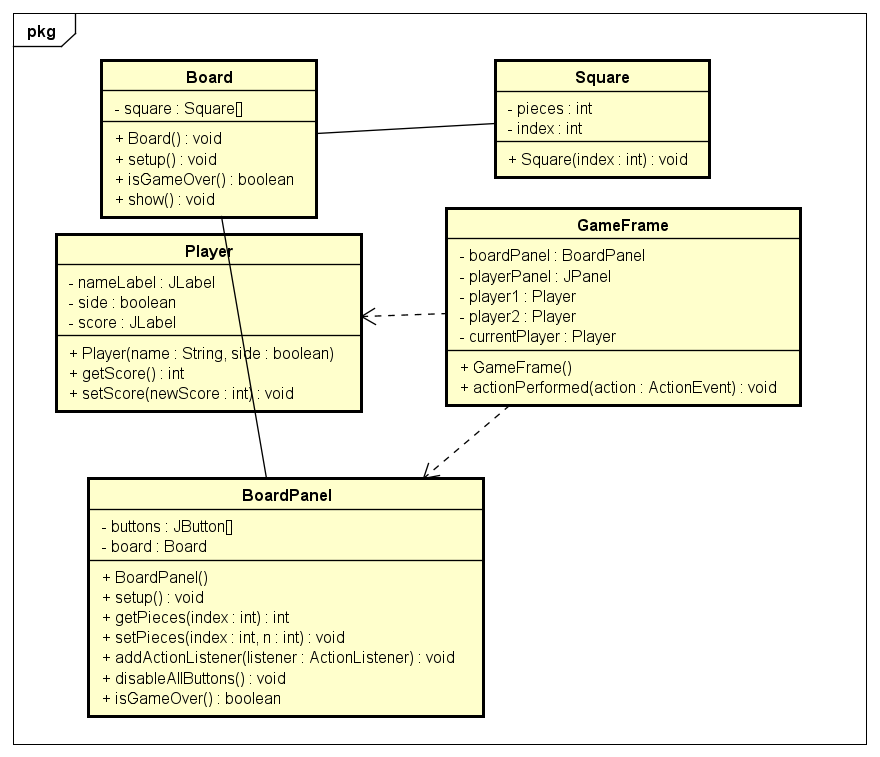 pkg
Board
- square : Square[]
+ Board() : void
+ setup() : void
+ isGameOver() : boolean
+ show() : void
Square
- pieces : int
- index : int
+ Square(index : int) : void
Player
- nameLabel : JLabel
- side : boolean
- score : JLabel
+ Player(name : String, side : boolean)
+ getScore() : int
+ setScore(newScore : int) : void
GameFrame
- boardPanel : BoardPanel
- playerPanel : JPanel
- player1 : Player
- player2 : Player
- currentPlayer : Player
+ GameFrame()
+ actionPerformed(action : ActionEvent) : void
BoardPanel
- buttons : JButton[]
- board : Board
+ BoardPanel()
+ setup() : void
+ getPieces(index : int) : int
+ setPieces(index : int, n : int) : void
+ addActionListener(listener : ActionListener) : void
+ disableAllButtons() : void
+ isGameOver() : boolean